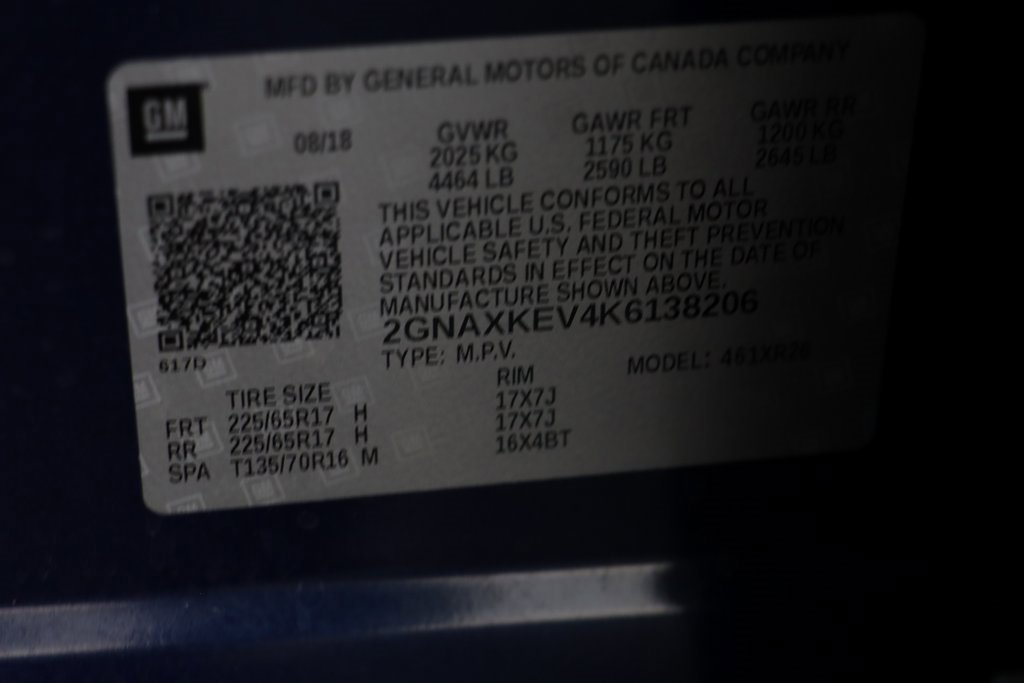 GM
MFD BY GENERAL MOTORS OF CANADA COMPANY
08/18
GVWR
2025 KG
4464 LB
GAWR FRT
1175 KG
2590 LB
GAWR RR
1200 KG
2645 LB
THIS VEHICLE CONFORMS TO ALL
APPLICABLE U.S. FEDERAL MOTOR
VEHICLE SAFETY AND THEFT PREVENTION
STANDARDS IN EFFECT ON THE DATE OF
MANUFACTURE SHOWN ABOVE.
2GNAXKEV4K6138206
TYPE: M.P.V.
MODEL: 461XR26
617D
TIRE SIZE RIM
FRT 225/65R17 H 17X7J
RR 225/65R17 H 17X7J
SPA T135/70R16 M 16X4BT